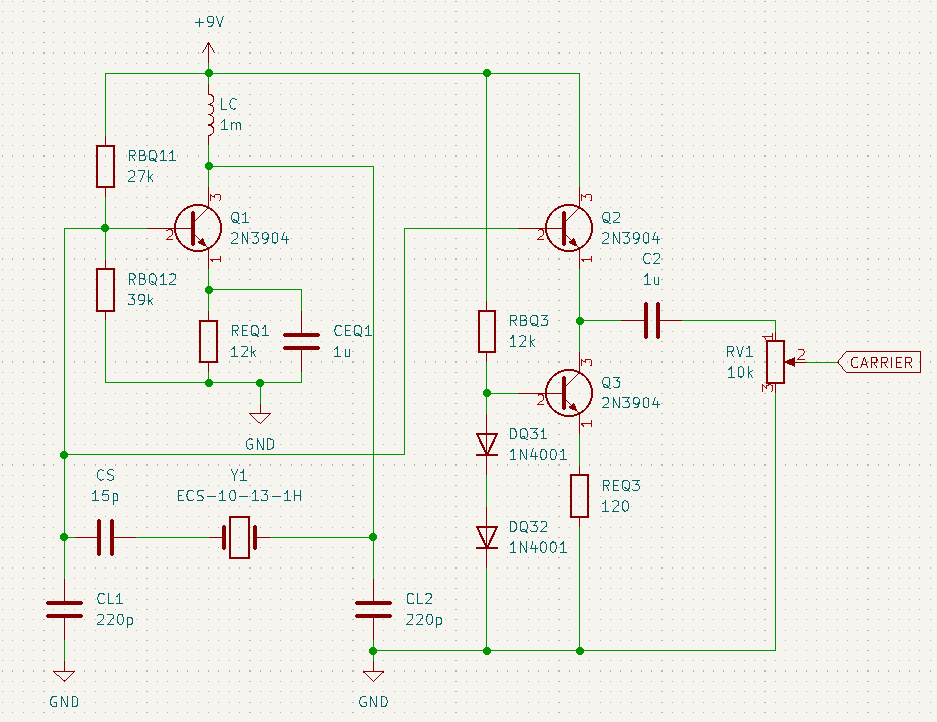 +9V
LC
1m
RBQ11
27k
3
3
Q1
2N3904
2
1
Q2
2N3904
2
1
C2
1u
RBQ12
39k
REQ1
12k
CEQ1
1u
RBQ3
12k
RV1
10k
1
2
3
CARRIER
3
Q3
2N3904
2
1
GND
DQ31
1N4001
CS
15p
Y1
ECS-10-13-1H
REQ3
120
DQ32
1N4001
CL1
220p
CL2
220p
GND
GND